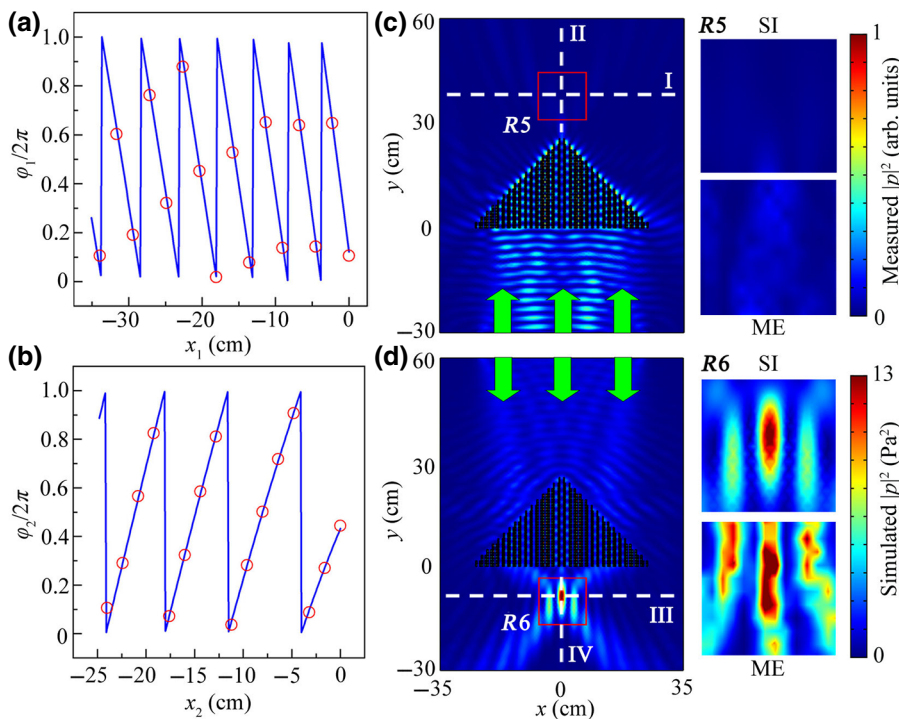 (a)
φ₁/2π
1.0
0.8
0.6
0.4
0.2
0
−30 −20 −10 0
x₁ (cm)
(b)
φ₂/2π
1.0
0.8
0.6
0.4
0.2
0
−25 −20 −15 −10 −5 0
x₂ (cm)
(c)
y (cm)
60
30
0
−30
II
I
R5
R5 SI
ME
1
0
Measured |p|² (arb. units)
(d)
y (cm)
60
30
0
−30
R6
III
IV
−35 0 35
x (cm)
R6 SI
ME
13
0
Simulated |p|² (Pa²)